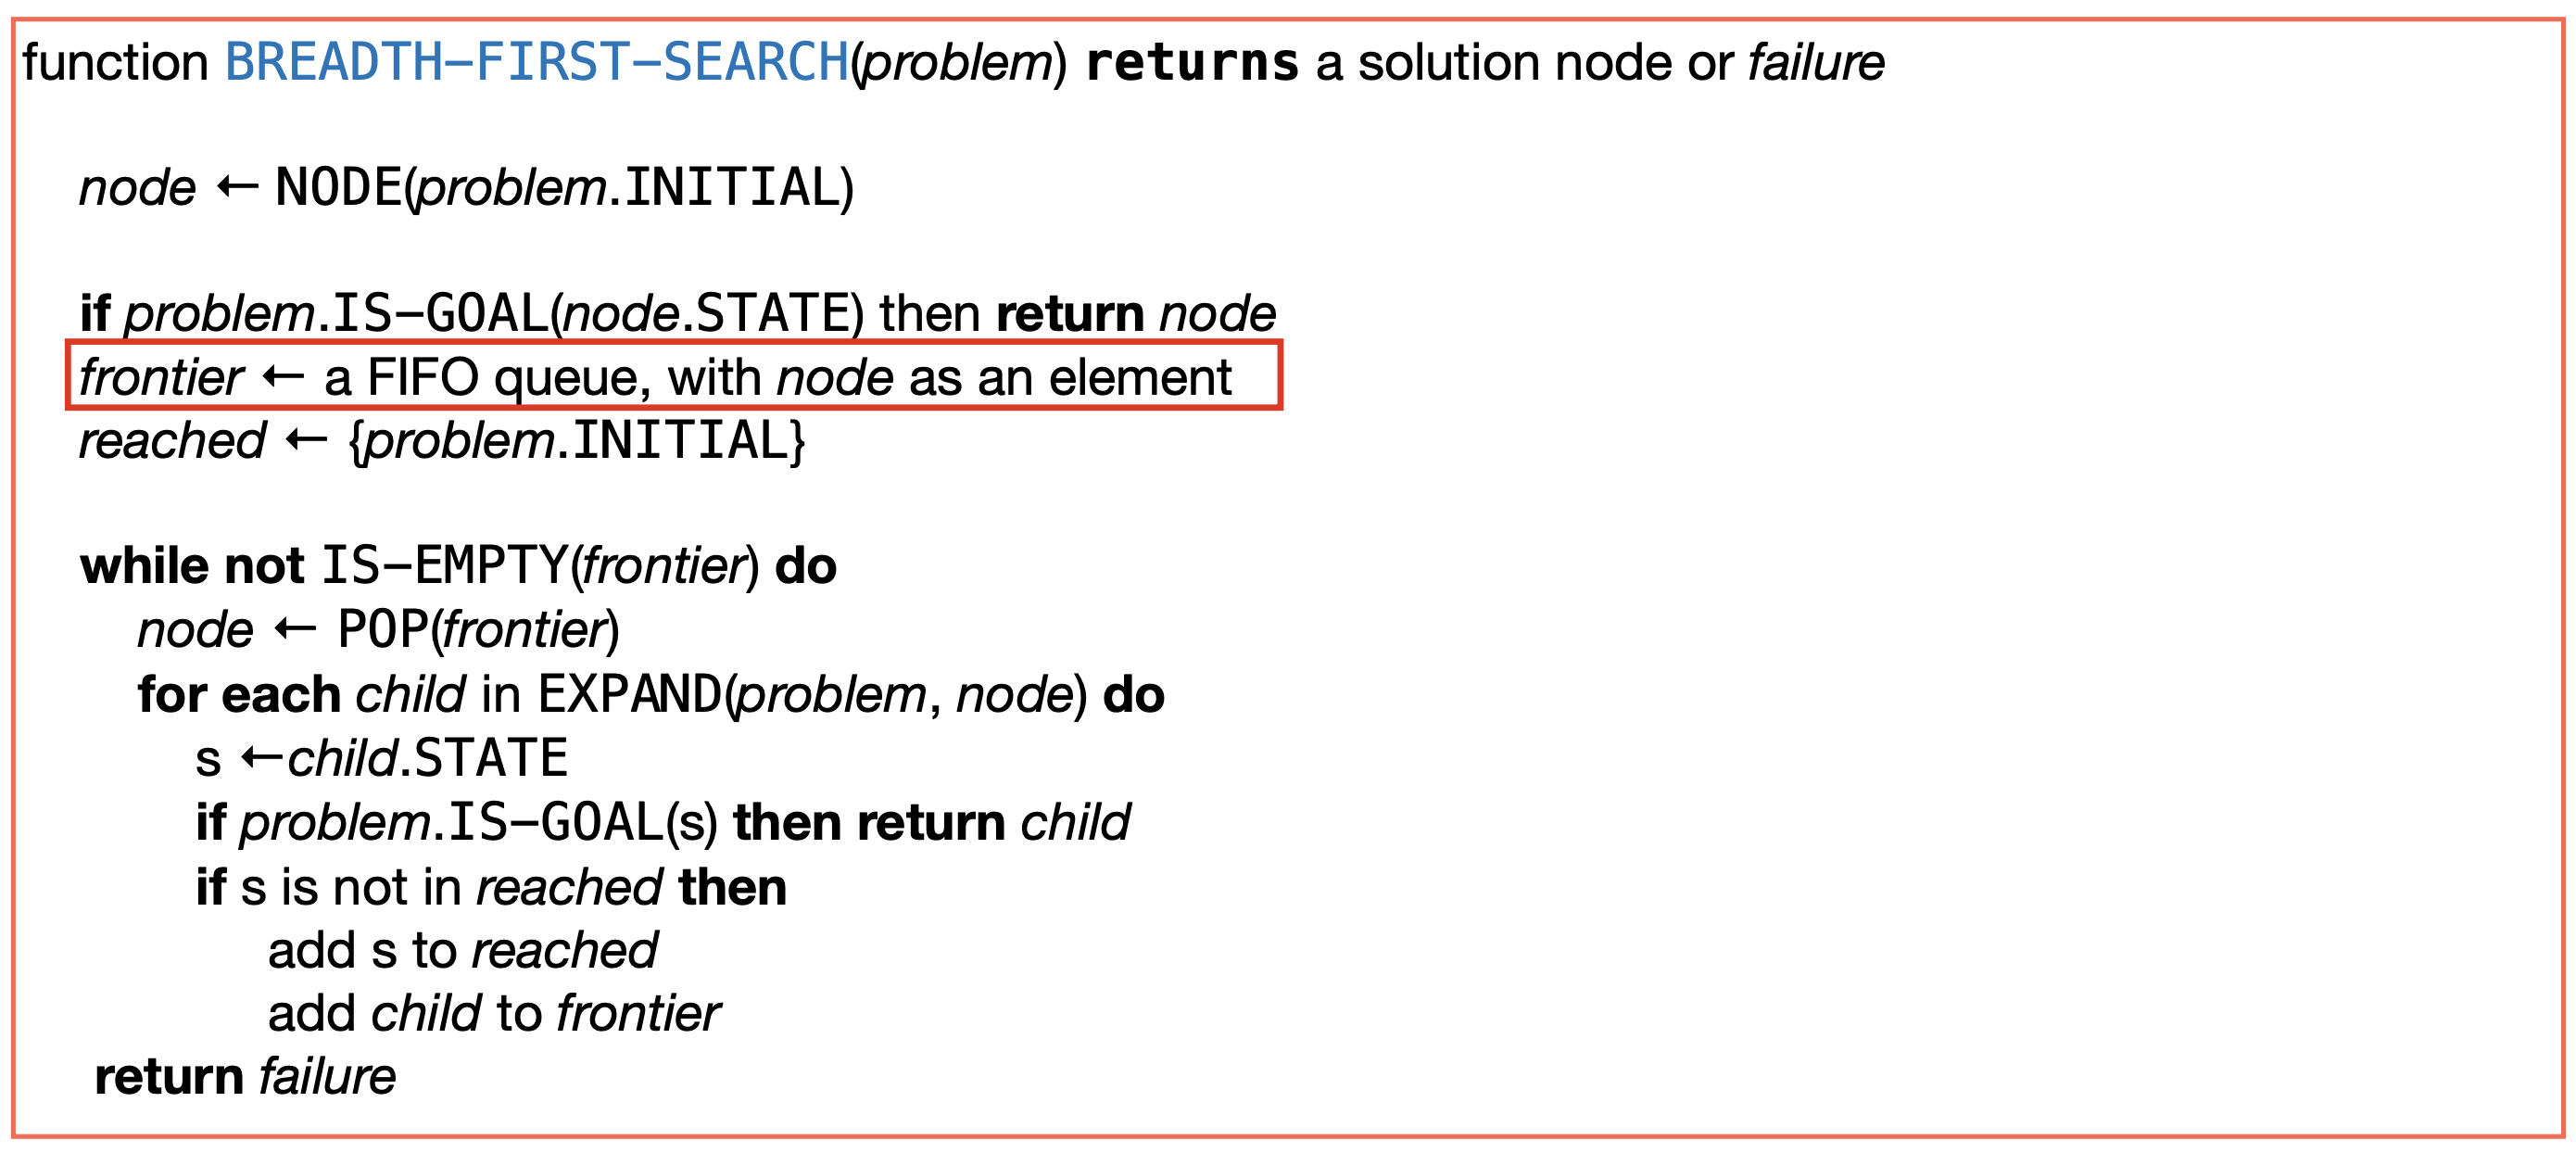 function BREADTH–FIRST–SEARCH(problem) returns a solution node or failure
node ← NODE(problem.INITIAL)
if problem.IS–GOAL(node.STATE) then return node
frontier ← a FIFO queue, with node as an element
reached ← {problem.INITIAL}
while not IS–EMPTY(frontier) do
node ← POP(frontier)
for each child in EXPAND(problem, node) do
s ←child.STATE
if problem.IS–GOAL(s) then return child
if s is not in reached then
add s to reached
add child to frontier
return failure